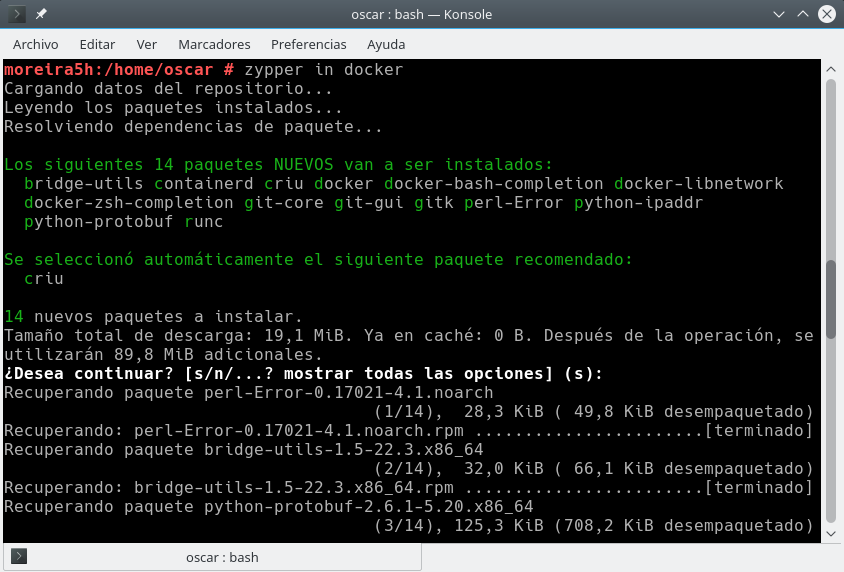 oscar : bash — Konsole
Archivo Editar Ver Marcadores Preferencias Ayuda
moreira5h:/home/oscar # zypper in docker
Cargando datos del repositorio...
Leyendo los paquetes instalados...
Resolviendo dependencias de paquete...
Los siguientes 14 paquetes NUEVOS van a ser instalados:
bridge-utils containerd criu docker docker-bash-completion docker-libnetwork
docker-zsh-completion git-core git-gui gitk perl-Error python-ipaddr
python-protobuf runc
Se seleccionó automáticamente el siguiente paquete recomendado:
criu
14 nuevos paquetes a instalar.
Tamaño total de descarga: 19,1 MiB. Ya en caché: 0 B. Después de la operación, se
utilizarán 89,8 MiB adicionales.
¿Desea continuar? [s/n/...? mostrar todas las opciones] (s):
Recuperando paquete perl-Error-0.17021-4.1.noarch
(1/14),  28,3 KiB ( 49,8 KiB desempaquetado)
Recuperando: perl-Error-0.17021-4.1.noarch.rpm .......................[terminado]
Recuperando paquete bridge-utils-1.5-22.3.x86_64
(2/14),  32,0 KiB ( 66,1 KiB desempaquetado)
Recuperando: bridge-utils-1.5-22.3.x86_64.rpm ........................[terminado]
Recuperando paquete python-protobuf-2.6.1-5.20.x86_64
(3/14), 125,3 KiB (708,2 KiB desempaquetado)
oscar : bash